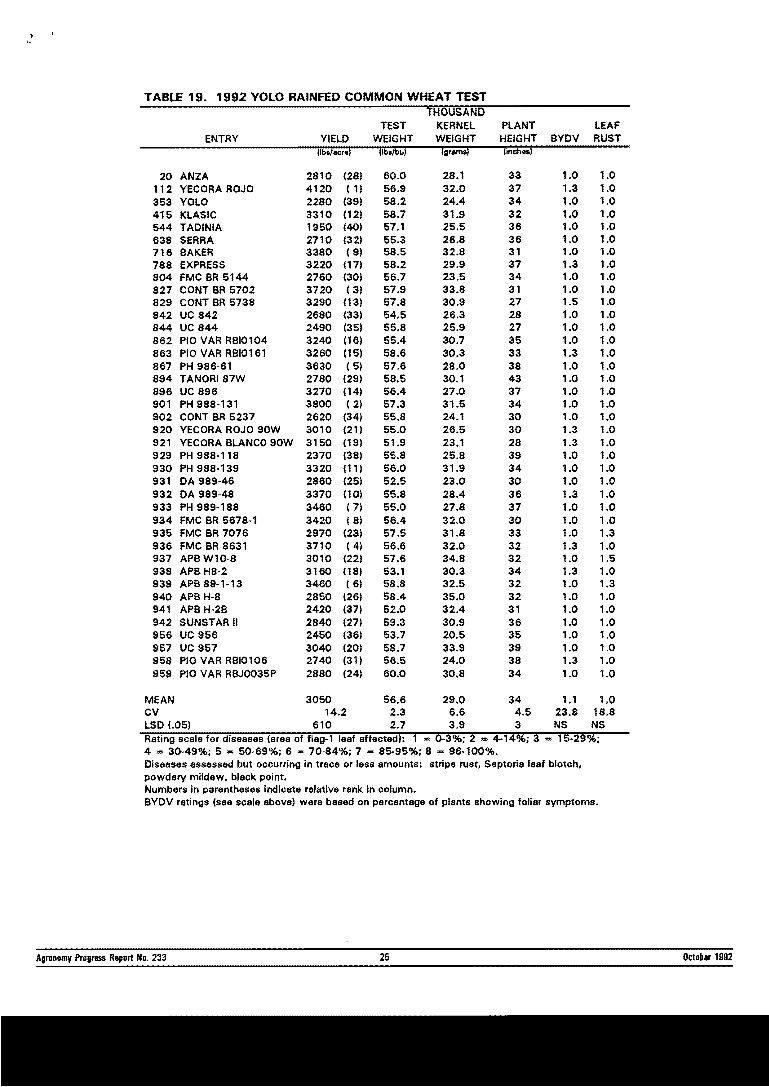 TABLE 19. 1992 YOLO RAINFED COMMON WHEAT TEST
THOUSAND
TEST KERNEL PLANT LEAF
ENTRY YIELD WEIGHT WEIGHT HEIGHT BYDV RUST
(lbs/acre) (lbs/bu) (grams) (inches)
20 ANZA 2810 (28) 60.0 28.1 33 1.0 1.0
112 YECORA ROJO 4120 ( 1) 56.9 32.0 37 1.3 1.0
353 YOLO 2280 (39) 58.2 24.4 34 1.0 1.0
415 KLASIC 3310 (12) 58.7 31.9 32 1.0 1.0
544 TADINIA 1950 (40) 57.1 25.5 36 1.0 1.0
638 SERRA 2710 (32) 55.3 26.8 36 1.0 1.0
716 BAKER 3380 ( 9) 58.5 32.8 31 1.0 1.0
788 EXPRESS 3220 (17) 58.2 29.9 37 1.3 1.0
804 FMC BR 5144 2760 (30) 56.7 23.5 34 1.0 1.0
827 CONT BR 5702 3720 ( 3) 57.9 33.8 31 1.0 1.0
829 CONT BR 5738 3290 (13) 57.8 30.9 27 1.5 1.0
842 UC 842 2680 (33) 54.5 26.3 28 1.0 1.0
844 UC 844 2490 (35) 55.8 25.9 27 1.0 1.0
862 PIO VAR RBI0104 3240 (16) 55.4 30.7 35 1.0 1.0
863 PIO VAR RBI0161 3260 (15) 58.6 30.3 33 1.3 1.0
867 PH 986-61 3630 ( 5) 57.6 28.0 38 1.0 1.0
894 TANORI 87W 2780 (29) 58.5 30.1 43 1.0 1.0
896 UC 896 3270 (14) 56.4 27.0 37 1.0 1.0
901 PH 988-131 3800 ( 2) 57.3 31.5 34 1.0 1.0
902 CONT BR 5237 2620 (34) 55.8 24.1 30 1.0 1.0
920 YECORA ROJO 90W 3010 (21) 55.0 26.5 30 1.3 1.0
921 YECORA BLANCO 90W 3150 (19) 51.9 23.1 28 1.3 1.0
929 PH 988-118 2370 (38) 55.8 25.8 39 1.0 1.0
930 PH 988-139 3320 (11) 56.0 31.9 34 1.0 1.0
931 DA 989-46 2860 (25) 52.5 23.0 30 1.0 1.0
932 DA 989-48 3370 (10) 55.8 28.4 36 1.3 1.0
933 PH 989-188 3460 ( 7) 55.0 27.8 37 1.0 1.0
934 FMC BR 5678-1 3420 ( 8) 56.4 32.0 30 1.0 1.0
935 FMC BR 7076 2970 (23) 57.5 31.8 33 1.0 1.3
936 FMC BR 8631 3710 ( 4) 56.6 32.0 32 1.3 1.0
937 APB W10-8 3010 (22) 57.6 34.8 32 1.0 1.5
938 APB H8-2 3160 (18) 53.1 30.3 34 1.3 1.0
939 APB 89-1-13 3460 ( 6) 58.8 32.5 32 1.0 1.3
940 APB H-8 2850 (26) 58.4 35.0 32 1.0 1.0
941 APB H-2B 2420 (37) 52.0 32.4 31 1.0 1.0
942 SUNSTAR II 2840 (27) 59.3 30.9 36 1.0 1.0
956 UC 956 2450 (36) 53.7 20.5 35 1.0 1.0
957 UC 957 3040 (20) 58.7 33.9 39 1.0 1.0
958 PIO VAR RBI0106 2740 (31) 56.5 24.0 38 1.3 1.0
959 PIO VAR RBJ0035P 2880 (24) 60.0 30.8 34 1.0 1.0
MEAN 3050 56.6 29.0 34 1.1 1.0
CV 14.2 2.3 6.6 4.5 23.8 18.8
LSD (.05) 610 2.7 3.9 3 NS NS
Rating scale for diseases (area of flag-1 leaf affected): 1 = 0-3%; 2 = 4-14%; 3 = 15-29%;
4 = 30-49%; 5 = 50-69%; 6 = 70-84%; 7 = 85-95%; 8 = 96-100%.
Diseases assessed but occurring in trace or less amounts: stripe rust, Septoria leaf blotch,
powdery mildew, black point.
Numbers in parentheses indicate relative rank in column.
BYDV ratings (see scale above) were based on percentage of plants showing foliar symptoms.
Agronomy Progress Report No. 233 25 October 1992